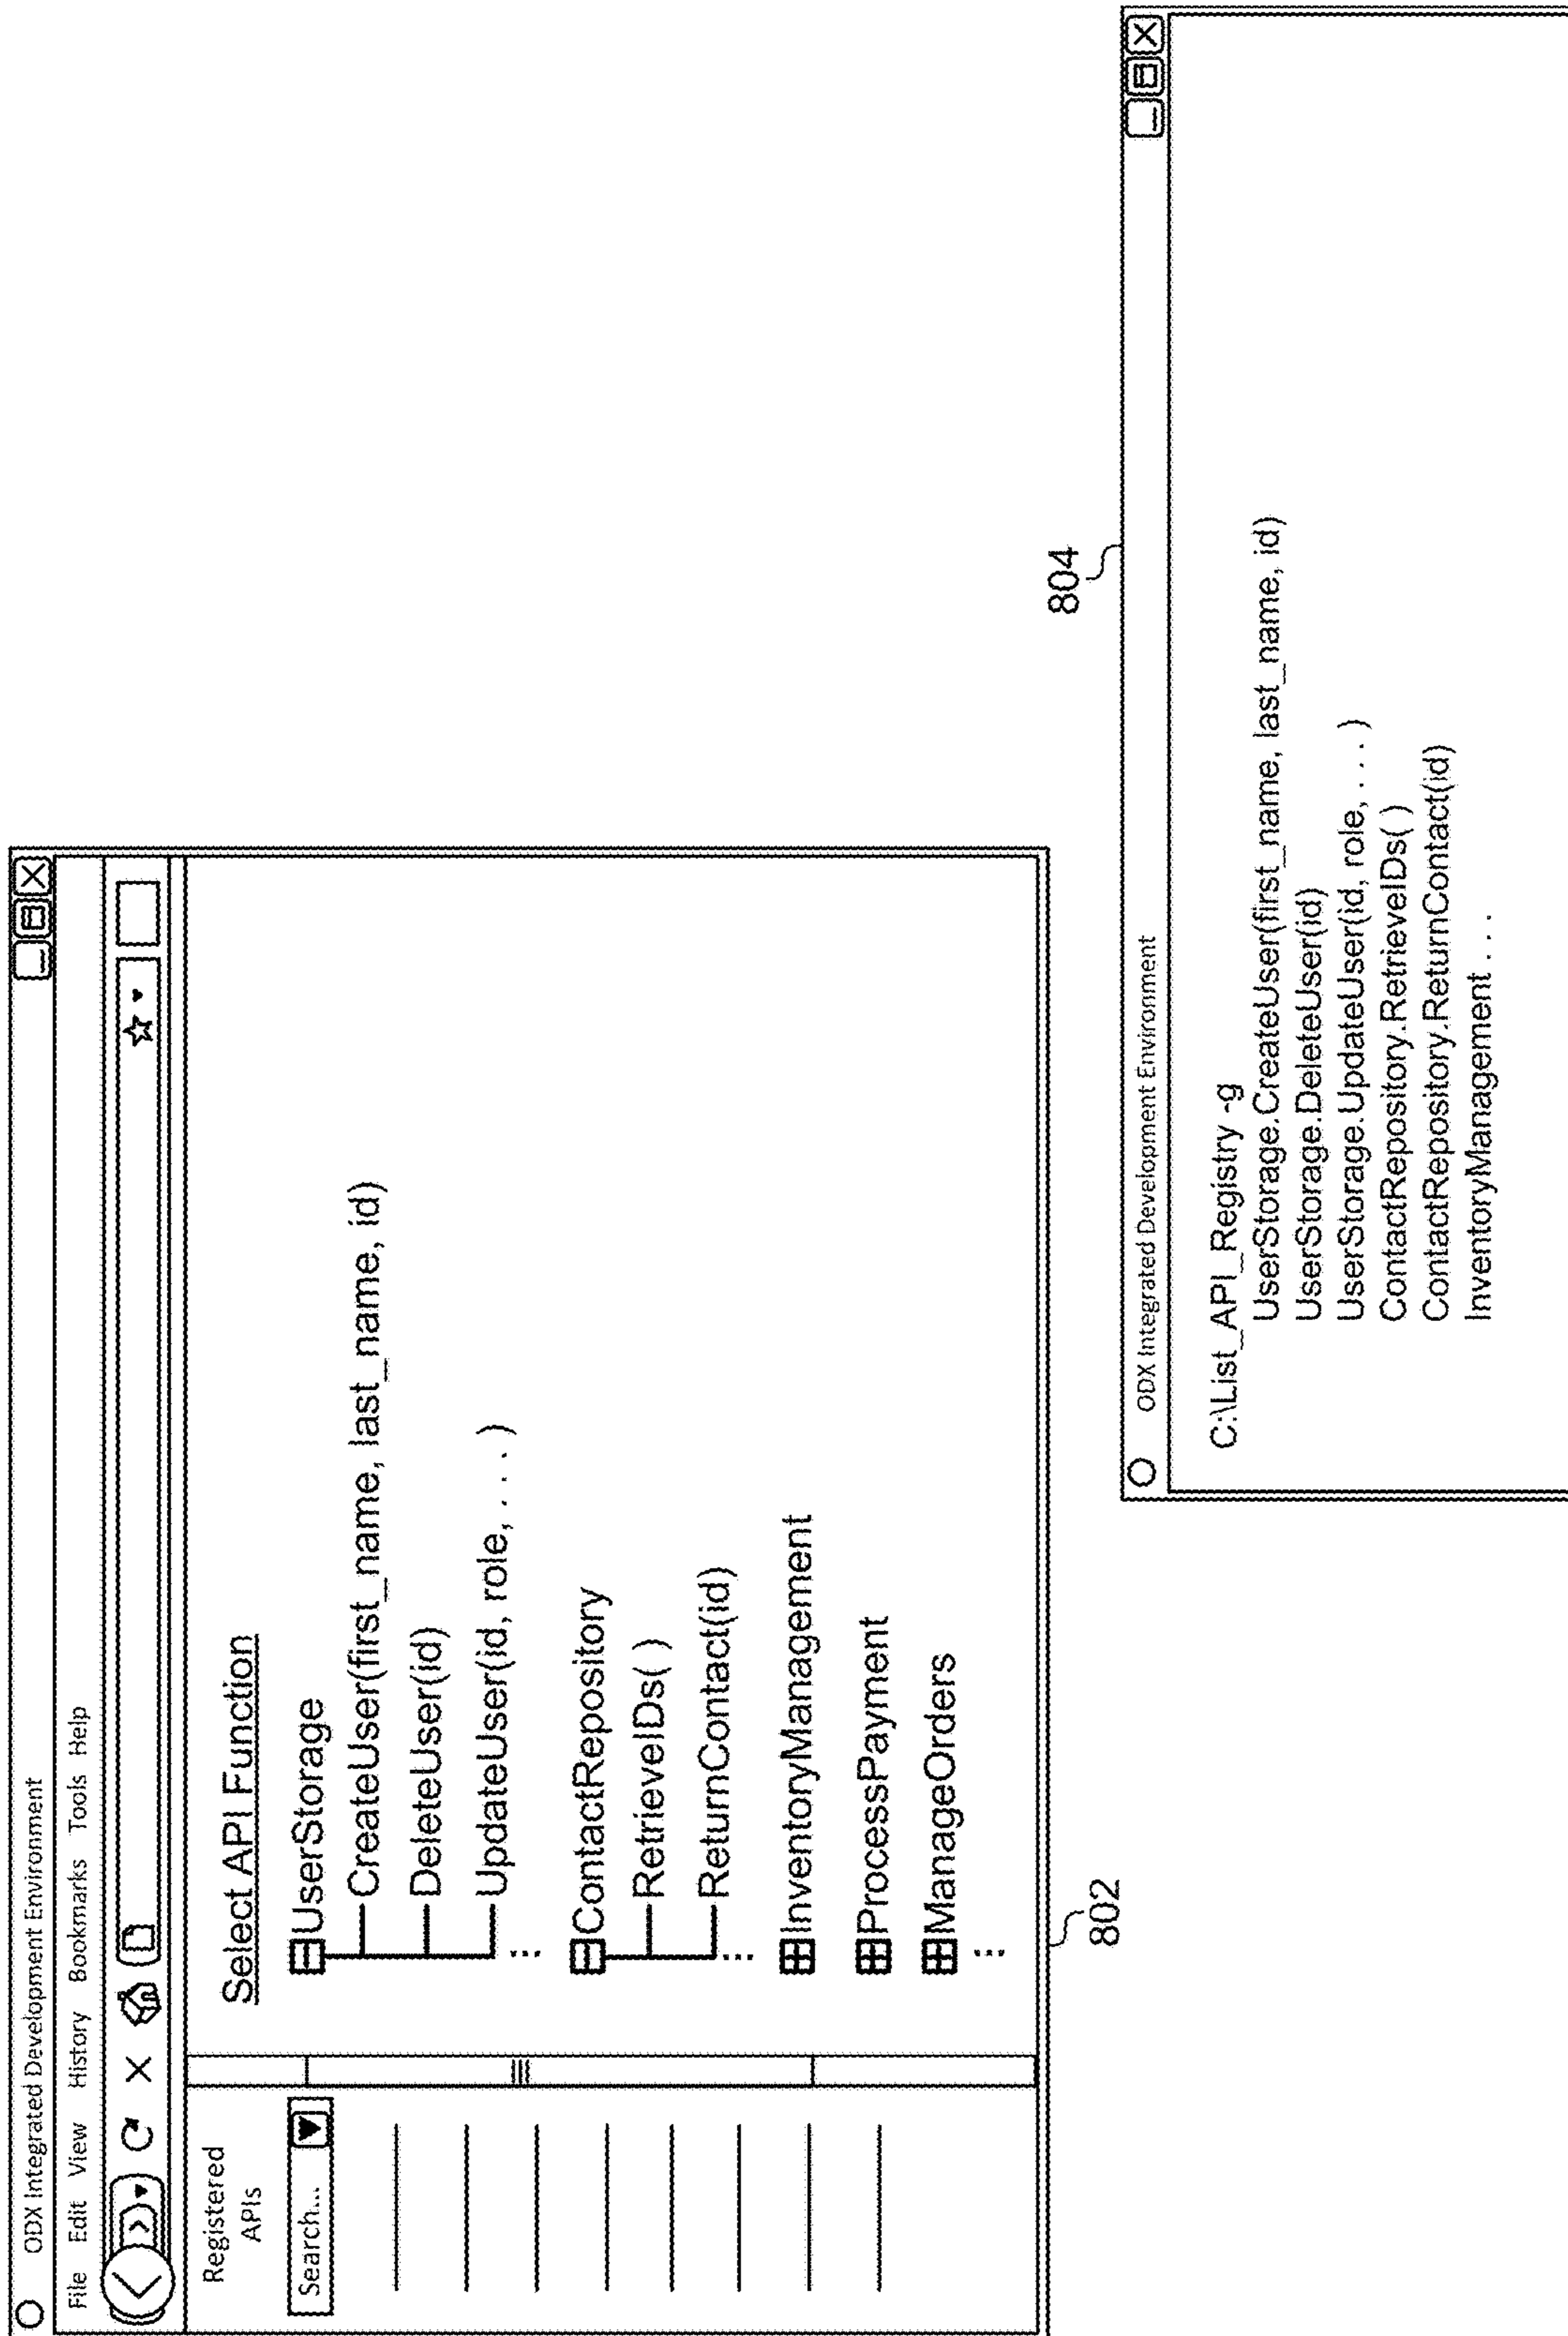 ODX Integrated Development Environment
File Edit View History Bookmarks Tools Help
Registered
APIs
Search...
Select API Function
UserStorage
CreateUser(first_name, last_name, id)
DeleteUser(id)
UpdateUser(id, role, . . . )
ContactRepository
RetrieveIDs( )
ReturnContact(id)
InventoryManagement
ProcessPayment
ManageOrders
802
804
ODX Integrated Development Environment
C:\List_API_Registry -g
UserStorage.CreateUser(first_name, last_name, id)
UserStorage.DeleteUser(id)
UserStorage.UpdateUser(id, role, . . . )
ContactRepository.RetrieveIDs( )
ContactRepository.ReturnContact(id)
InventoryManagement . . .